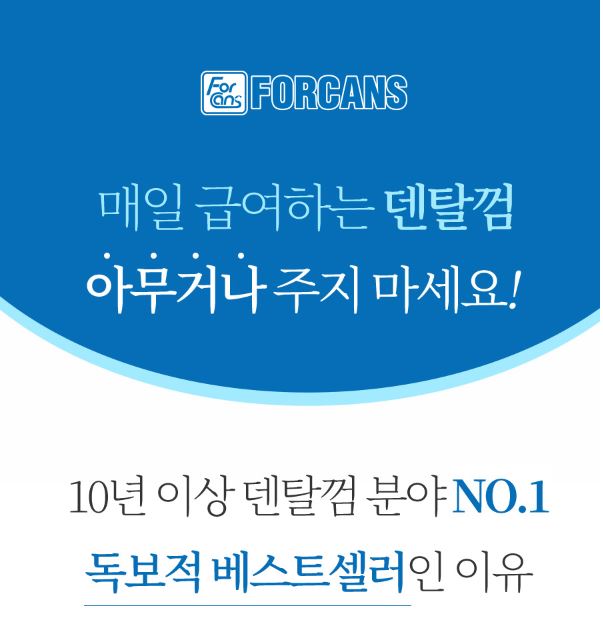 For Cans FORCANS
매일 급여하는 덴탈껌
아무거나 주지 마세요!
10년 이상 덴탈껌 분야 NO.1
독보적 베스트셀러인 이유